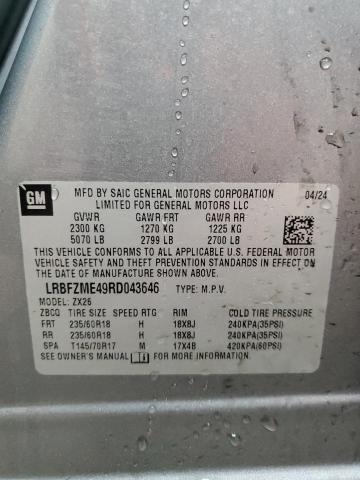 GM
MFD BY SAIC GENERAL MOTORS CORPORATION 04/24
LIMITED FOR GENERAL MOTORS LLC
GVWR GAWR FRT GAWR RR
2300 KG 1270 KG 1225 KG
5070 LB 2799 LB 2700 LB
THIS VEHICLE CONFORMS TO ALL APPLICABLE U.S. FEDERAL MOTOR
VEHICLE SAFETY AND THEFT PREVENTION STANDARDS IN EFFECT
ON THE DATE OF MANUFACTURE SHOWN ABOVE.
LRBFZME49RD043646 TYPE: M.P.V.
MODEL: ZX26
ZBCQ TIRE SIZE SPEED RTG RIM COLD TIRE PRESSURE
FRT 235/60R18 H 18X8J 240KPA(35PSI)
RR 235/60R18 H 18X8J 240KPA(35PSI)
SPA T145/70R17 M 17X4B 420KPA(60PSI)
SEE OWNER'S MANUAL FOR ADDITIONAL INFORMATION.